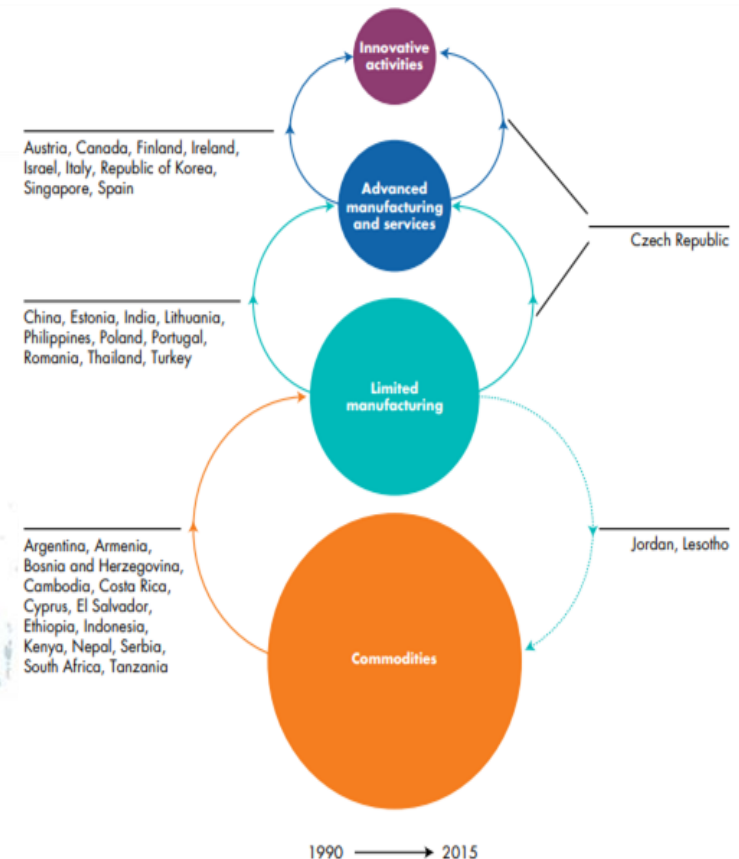 Innovative
activities
Austria, Canada, Finland, Ireland,
Israel, Italy, Republic of Korea,
Singapore, Spain
Advanced
manufacturing
and services
Czech Republic
China, Estonia, India, Lithuania,
Philippines, Poland, Portugal,
Romania, Thailand, Turkey
Limited
manufacturing
Argentina, Armenia,
Bosnia and Herzegovina,
Cambodia, Costa Rica,
Cyprus, El Salvador,
Ethiopia, Indonesia,
Kenya, Nepal, Serbia,
South Africa, Tanzania
Jordan, Lesotho
Commodities
1990 → 2015